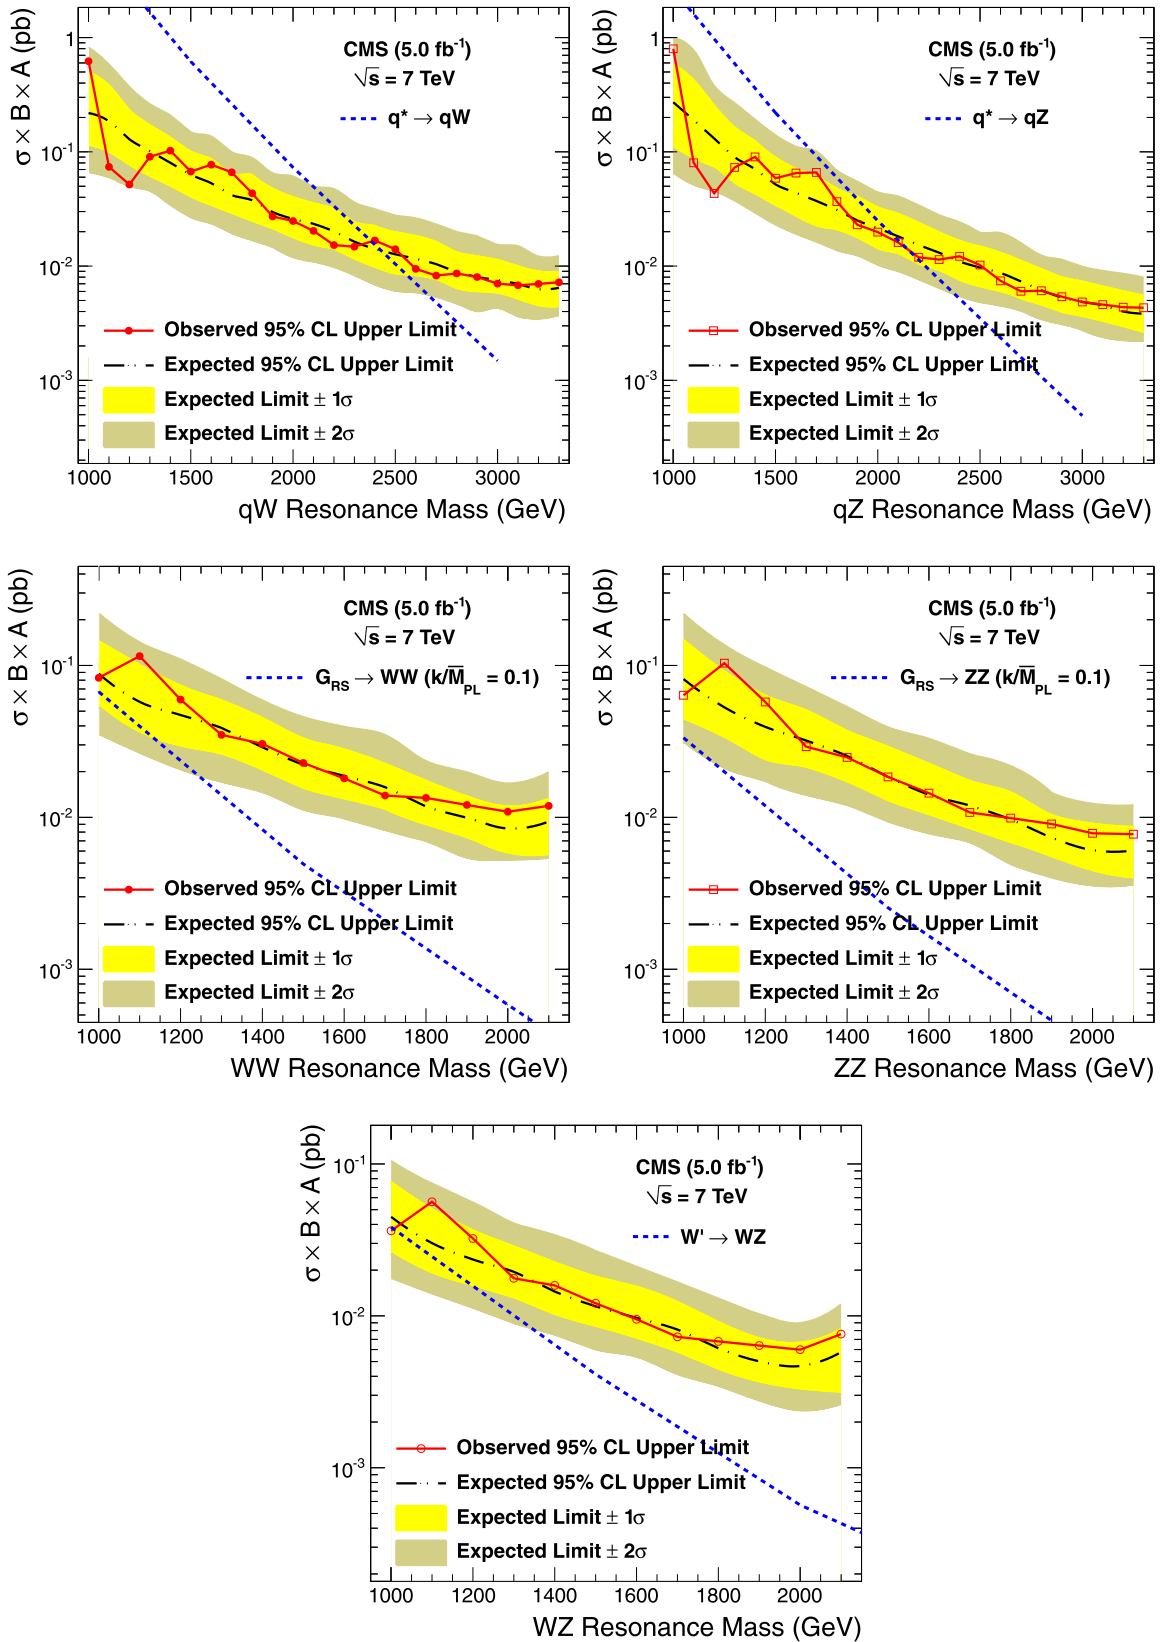 σ × B × A (pb)
1
10⁻¹
10⁻²
10⁻³
CMS (5.0 fb⁻¹)
√s = 7 TeV
q* → qW
Observed 95% CL Upper Limit
Expected 95% CL Upper Limit
Expected Limit ± 1σ
Expected Limit ± 2σ
1000 1500 2000 2500 3000
qW Resonance Mass (GeV)
σ × B × A (pb)
1
10⁻¹
10⁻²
10⁻³
CMS (5.0 fb⁻¹)
√s = 7 TeV
q* → qZ
Observed 95% CL Upper Limit
Expected 95% CL Upper Limit
Expected Limit ± 1σ
Expected Limit ± 2σ
1000 1500 2000 2500 3000
qZ Resonance Mass (GeV)
σ × B × A (pb)
10⁻¹
10⁻²
10⁻³
CMS (5.0 fb⁻¹)
√s = 7 TeV
G_RS → WW (k/M̅_PL = 0.1)
Observed 95% CL Upper Limit
Expected 95% CL Upper Limit
Expected Limit ± 1σ
Expected Limit ± 2σ
1000 1200 1400 1600 1800 2000
WW Resonance Mass (GeV)
σ × B × A (pb)
10⁻¹
10⁻²
10⁻³
CMS (5.0 fb⁻¹)
√s = 7 TeV
G_RS → ZZ (k/M̅_PL = 0.1)
Observed 95% CL Upper Limit
Expected 95% CL Upper Limit
Expected Limit ± 1σ
Expected Limit ± 2σ
1000 1200 1400 1600 1800 2000
ZZ Resonance Mass (GeV)
σ × B × A (pb)
10⁻¹
10⁻²
10⁻³
CMS (5.0 fb⁻¹)
√s = 7 TeV
W' → WZ
Observed 95% CL Upper Limit
Expected 95% CL Upper Limit
Expected Limit ± 1σ
Expected Limit ± 2σ
1000 1200 1400 1600 1800 2000
WZ Resonance Mass (GeV)